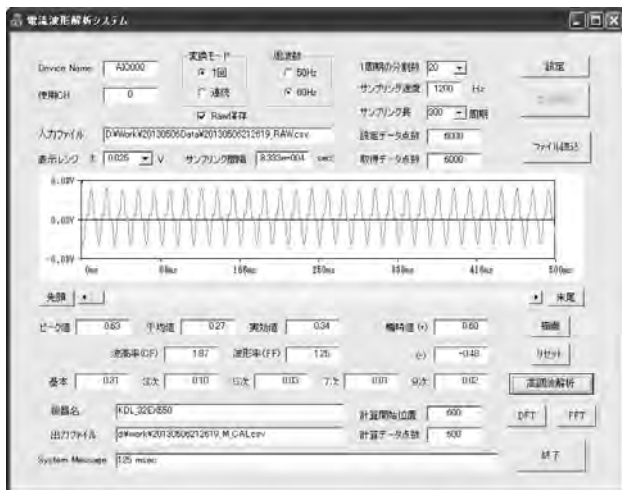 電流波形解析システム
変換モード 周波数
Device Name AIO000 1回 50Hz 1周期の分割数 20 設定
使用CH 0 連続 60Hz サンプリング速度 1200 Hz
Raw保存 サンプリング長 300 周期
入力ファイル D:¥Work¥20130506Data¥20130506212619_RAW.csv 設定データ点数 6000 ファイル読込
表示レンジ ± 0.025 V サンプリング間隔 8.333e-004 sec 取得データ点数 6000
0.03V
-0.03V
0ms 166ms 250ms 333ms 416ms 500ms
先頭 末尾
ピーク値 0.63 平均値 0.27 実効値 0.34 瞬時値 (+) 0.60 描画
波高率(CF) 1.87 波形率(FF) 1.25 (-) -0.48 リセット
基本 0.31 3次 0.10 5次 0.03 7次 0.01 9次 0.02 高調波解析
機器名 KDL_32EX550 計算開始位置 600 DFT FFT
出力ファイル d:¥work¥20130506212619_M_CAL.csv 計算データ点数 600
System Message 125 msec 終了